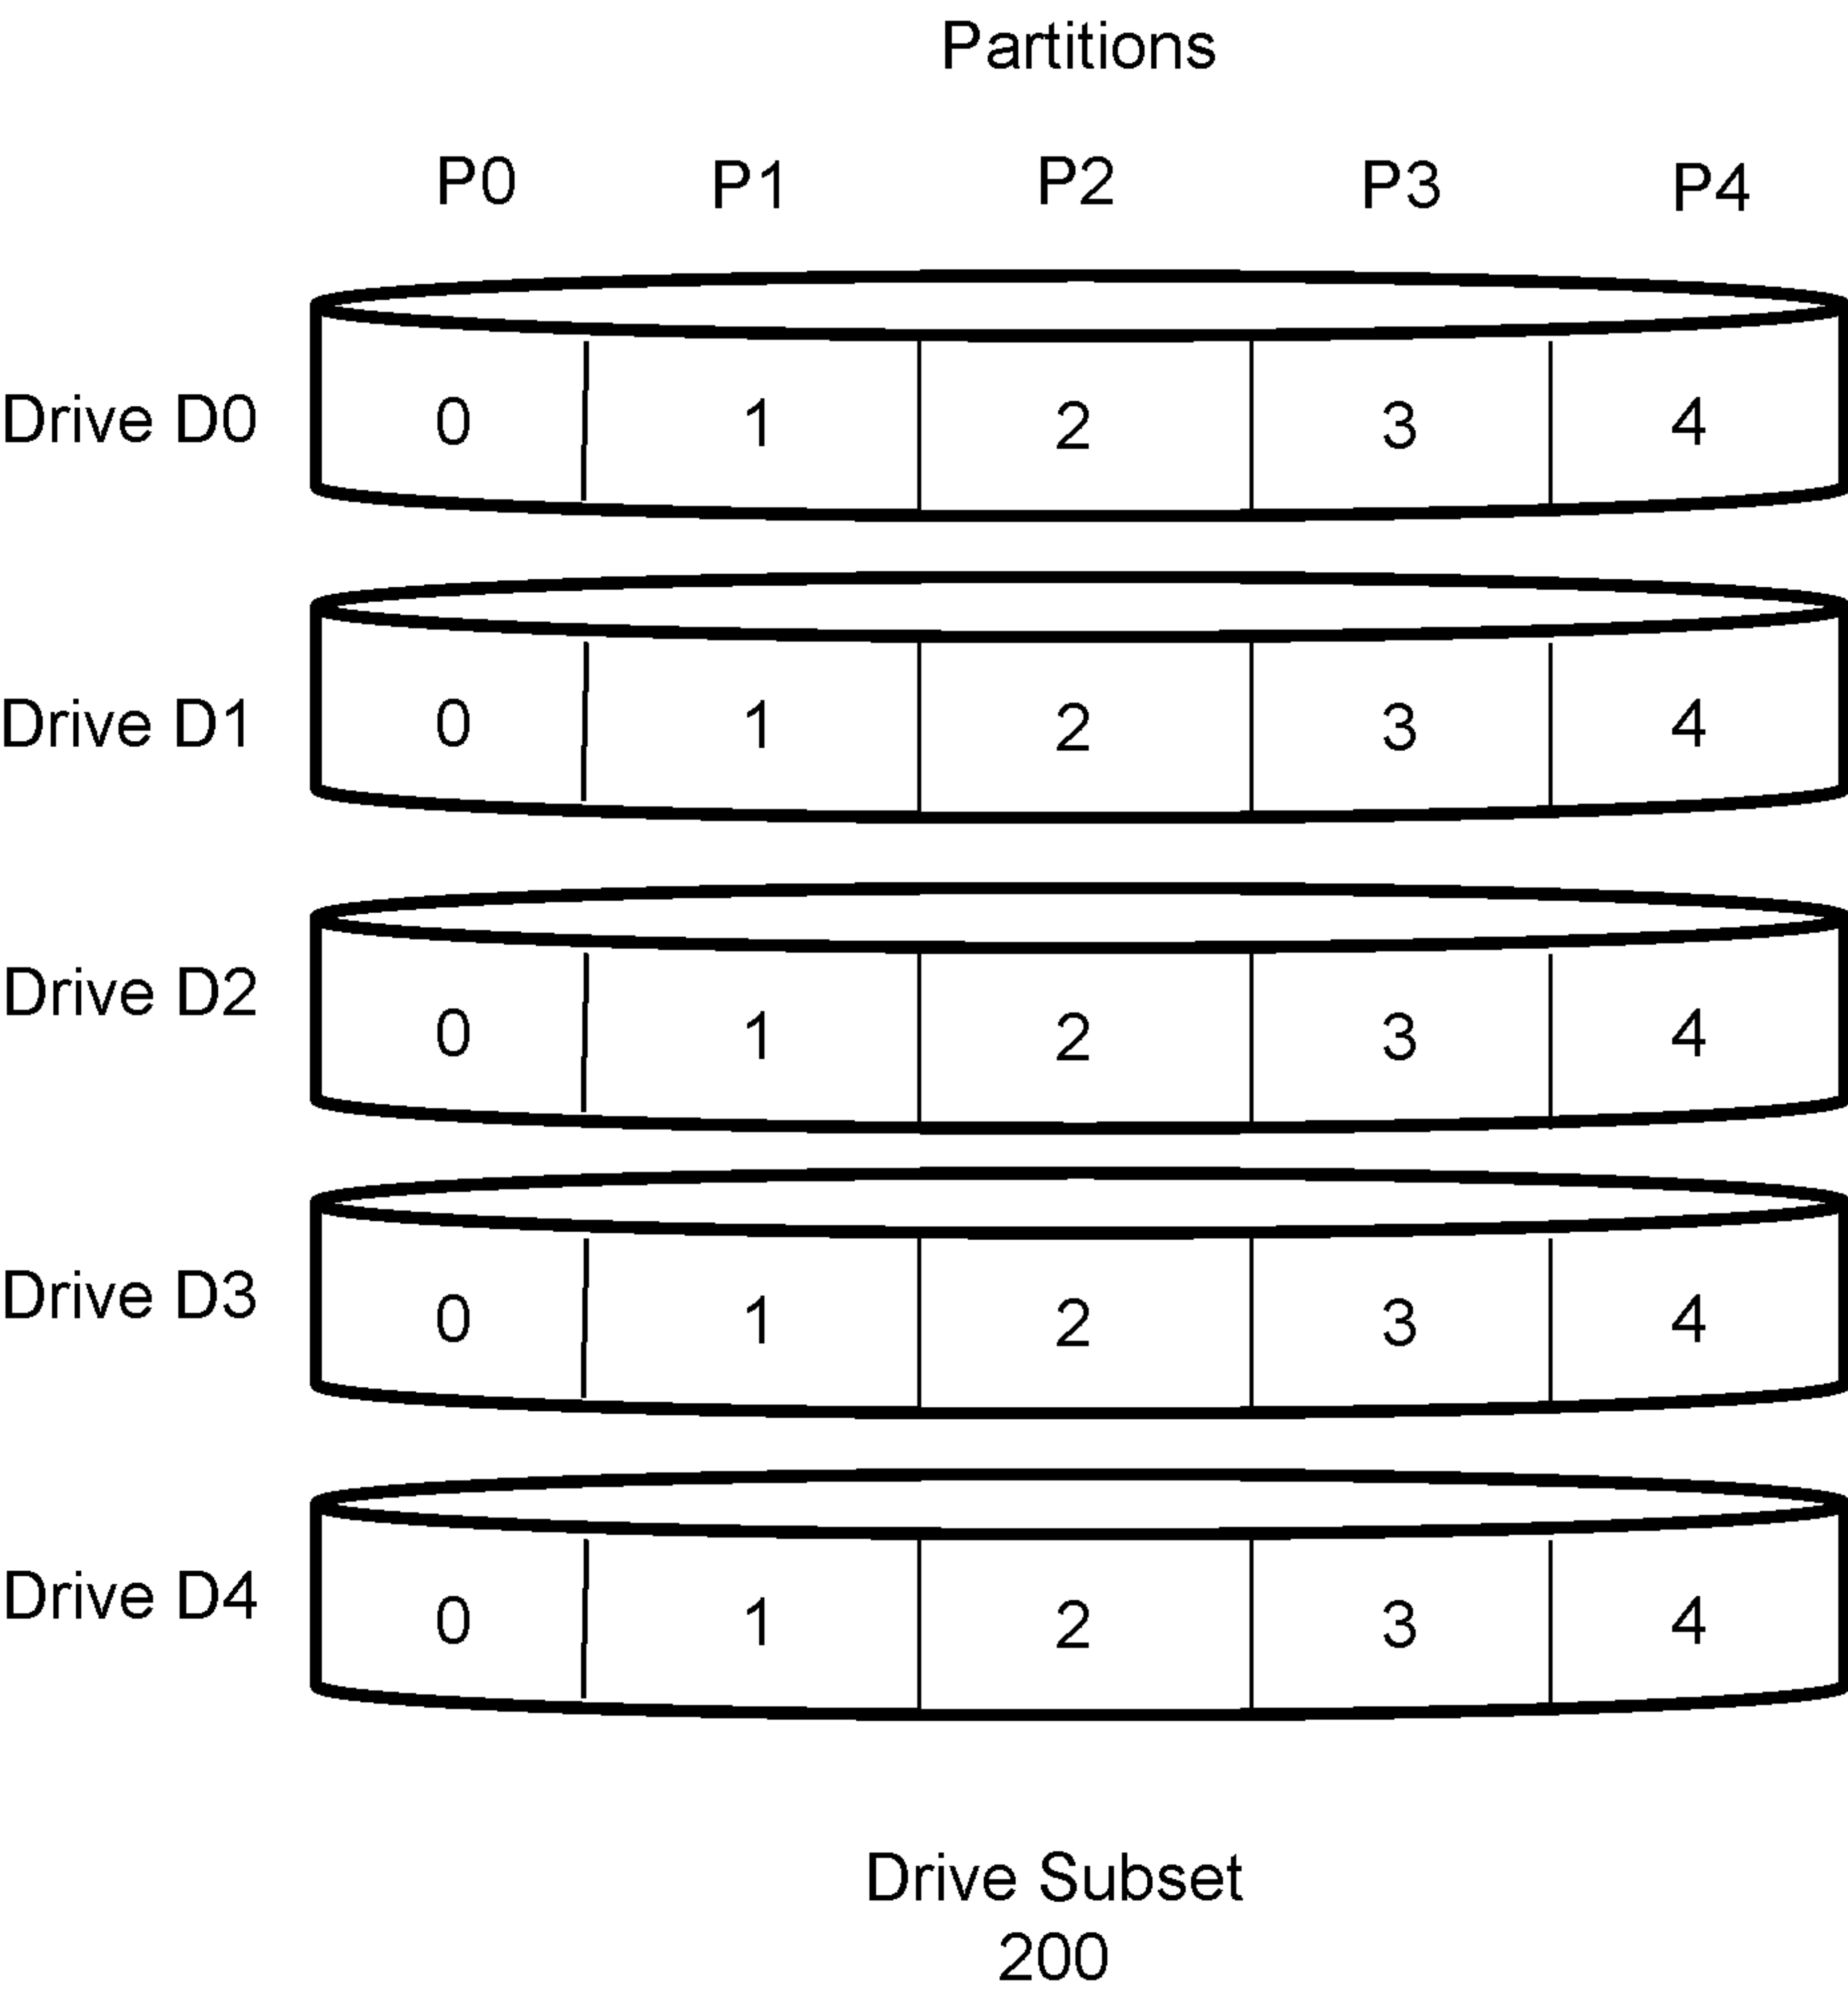 Partitions
P0 P1 P2 P3 P4
Drive D0 0 1 2 3 4
Drive D1 0 1 2 3 4
Drive D2 0 1 2 3 4
Drive D3 0 1 2 3 4
Drive D4 0 1 2 3 4
Drive Subset
200